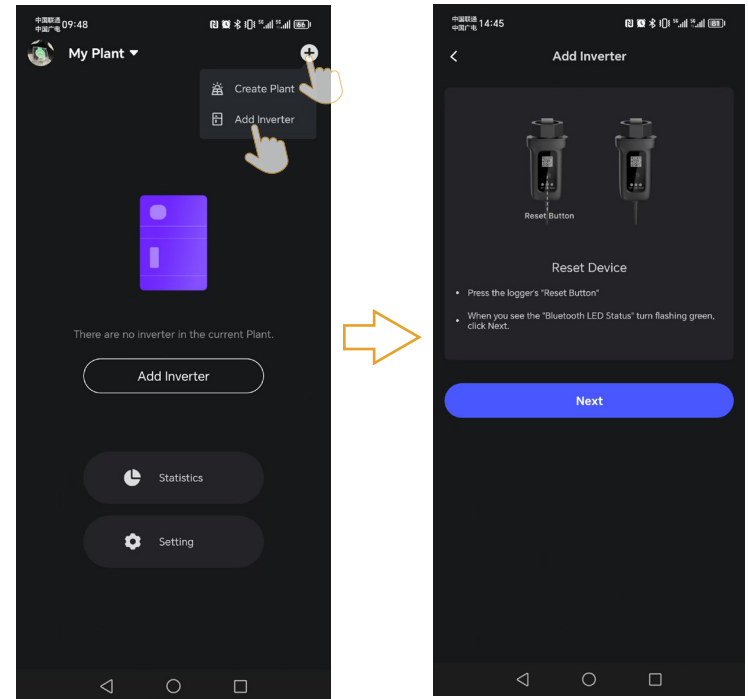 中国联通
中国广电
09:48
66
My Plant
Create Plant
Add Inverter
There are no inverter in the current Plant.
Add Inverter
Statistics
Setting
中国联通
中国广电
14:45
Add Inverter
Reset Button
Reset Device
• Press the logger's "Reset Button"
• When you see the "Bluetooth LED Status" turn flashing green,
click Next.
Next